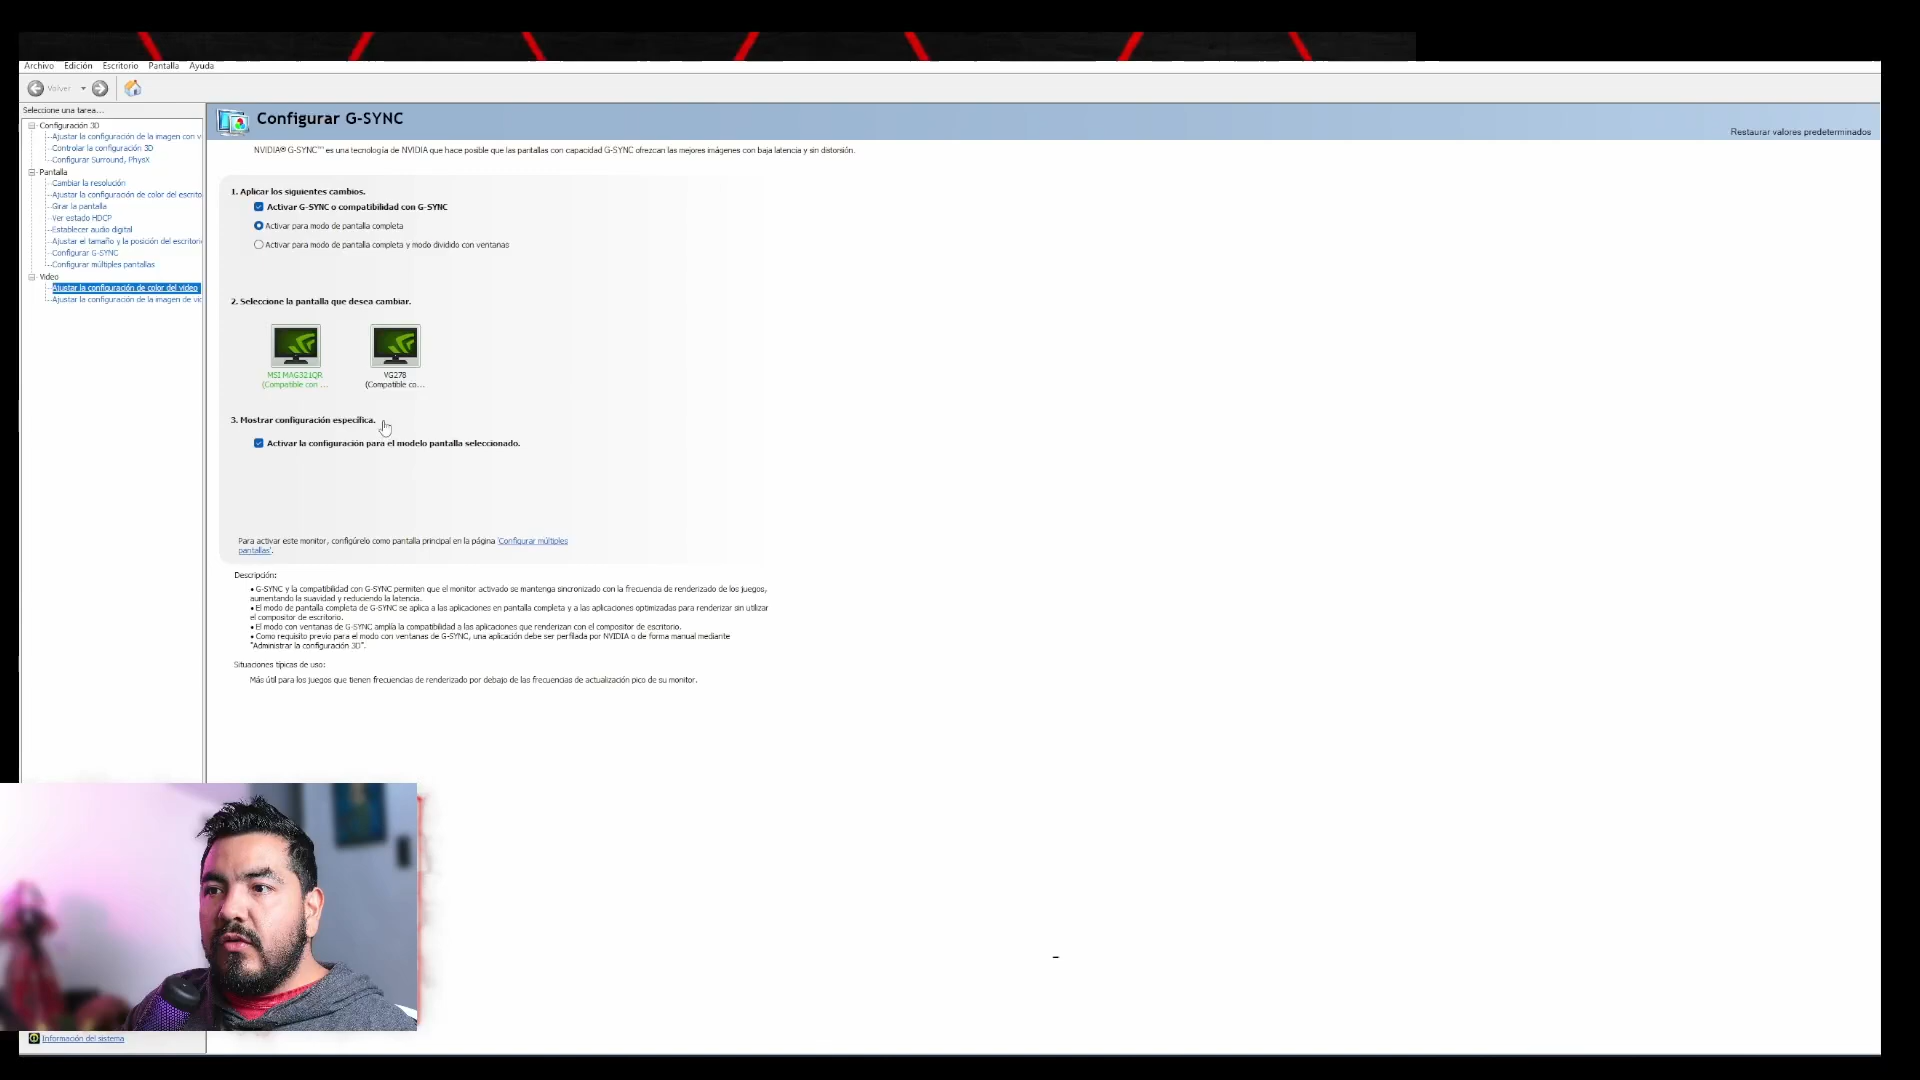 Archivo Edición Escritorio Pantalla Ayuda
Volver
Seleccione una tarea...
Configuración 3D
Ajustar la configuración de la imagen con v
Controlar la configuración 3D
Configurar Surround, PhysX
Pantalla
Cambiar la resolución
Ajustar la configuración de color del escrito
Girar la pantalla
Ver estado HDCP
Establecer audio digital
Ajustar el tamaño y la posición del escritori
Configurar G-SYNC
Configurar múltiples pantallas
Video
Ajustar la configuración de color del video
Ajustar la configuración de la imagen de vid
Información del sistema
Configurar G-SYNC
Restaurar valores predeterminados
NVIDIA® G-SYNC™ es una tecnología de NVIDIA que hace posible que las pantallas con capacidad G-SYNC ofrezcan las mejores imágenes con baja latencia y sin distorsión.
1. Aplicar los siguientes cambios.
Activar G-SYNC o compatibilidad con G-SYNC
Activar para modo de pantalla completa
Activar para modo de pantalla completa y modo dividido con ventanas
2. Seleccione la pantalla que desea cambiar.
MSI MAG321QR
(Compatible con ...
VG278
(Compatible co...
3. Mostrar configuración específica.
Activar la configuración para el modelo pantalla seleccionado.
Para activar este monitor, configúrelo como pantalla principal en la página 'Configurar múltiples
pantallas'.
Descripción:
• G-SYNC y la compatibilidad con G-SYNC permiten que el monitor activado se mantenga sincronizado con la frecuencia de renderizado de los juegos,
aumentando la suavidad y reduciendo la latencia.
• El modo de pantalla completa de G-SYNC se aplica a las aplicaciones en pantalla completa y a las aplicaciones optimizadas para renderizar sin utilizar
el compositor de escritorio.
• El modo con ventanas de G-SYNC amplía la compatibilidad a las aplicaciones que renderizan con el compositor de escritorio.
• Como requisito previo para el modo con ventanas de G-SYNC, una aplicación debe ser perfilada por NVIDIA o de forma manual mediante
"Administrar la configuración 3D".
Situaciones típicas de uso:
Más útil para los juegos que tienen frecuencias de renderizado por debajo de las frecuencias de actualización pico de su monitor.